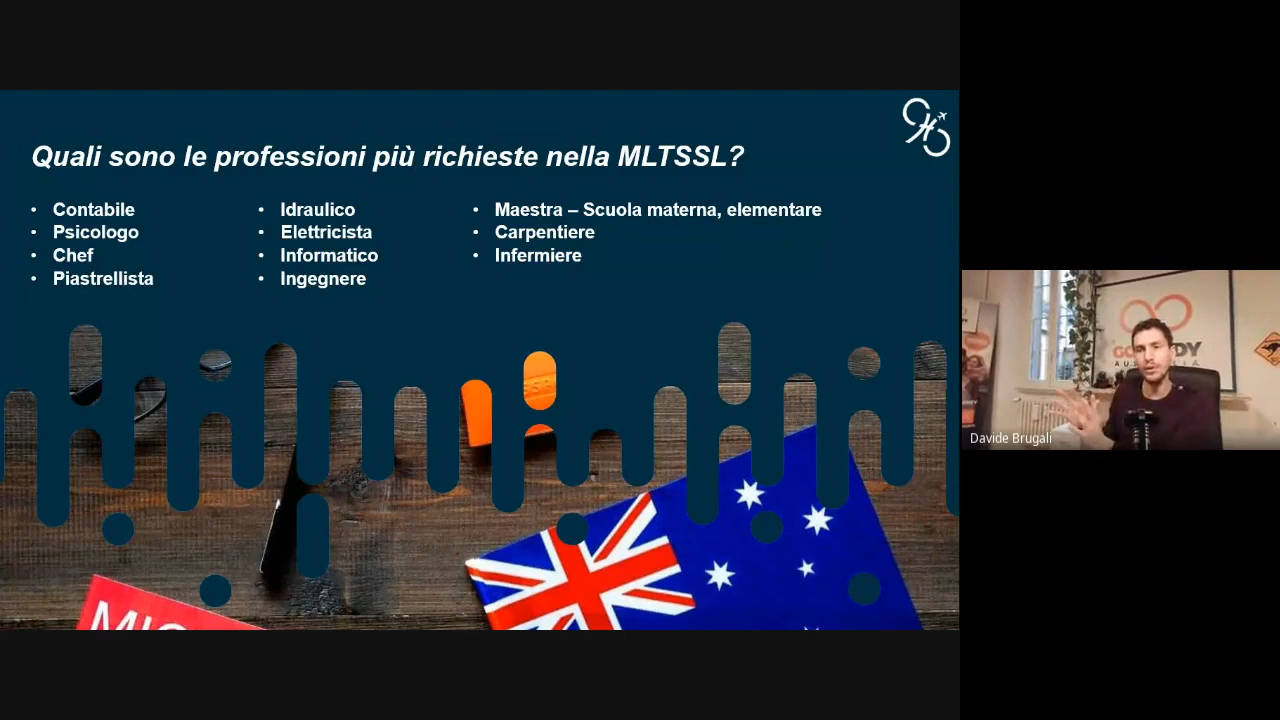 Quali sono le professioni più richieste nella MLTSSL?
• Contabile
• Psicologo
• Chef
• Piastrellista
• Idraulico
• Elettricista
• Informatico
• Ingegnere
• Maestra – Scuola materna, elementare
• Carpentiere
• Infermiere
Davide Brugali